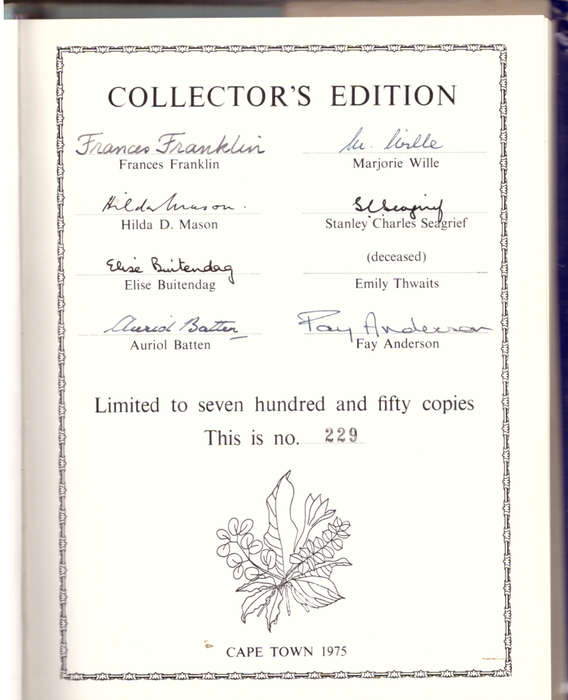 COLLECTOR'S EDITION
Frances Franklin
Frances Franklin
M. Wille
Marjorie Wille
Hilda Mason.
Hilda D. Mason
SCSeagrief
Stanley Charles Seagrief
Elise Buitendag
Elise Buitendag
(deceased)
Emily Thwaits
Auriol Batten
Auriol Batten
Fay Anderson
Fay Anderson
Limited to seven hundred and fifty copies
This is no. 229
CAPE TOWN 1975